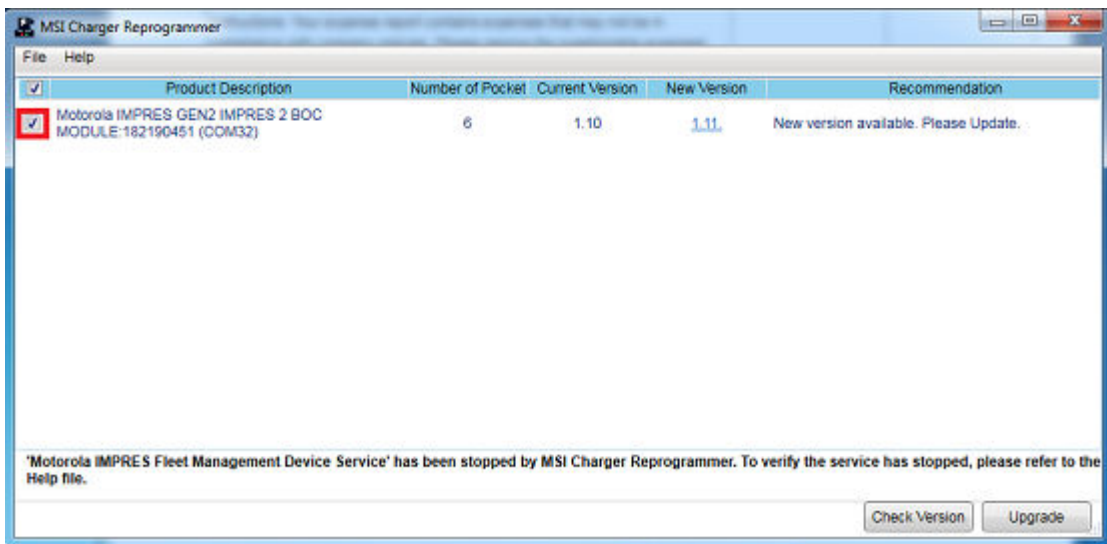 MSI Charger Reprogrammer
File Help
Product Description Number of Pocket Current Version New Version Recommendation
Motorola IMPRES GEN2 IMPRES 2 BOC
MODULE:182190451 (COM32) 6 1.10 1.11. New version available. Please Update.
'Motorola IMPRES Fleet Management Device Service' has been stopped by MSI Charger Reprogrammer. To verify the service has stopped, please refer to the
Help file.
Check Version Upgrade